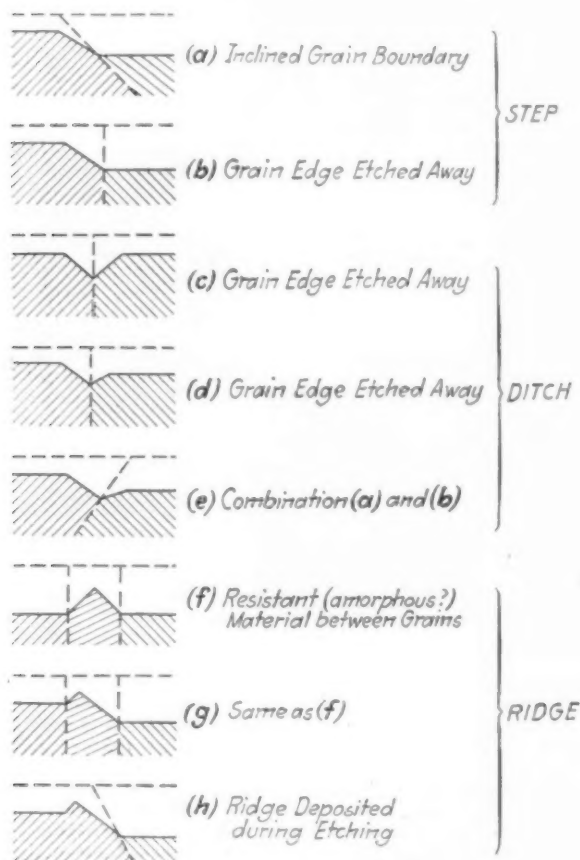 (a) Inclined Grain Boundary
STEP
(b) Grain Edge Etched Away
(c) Grain Edge Etched Away
(d) Grain Edge Etched Away
DITCH
(e) Combination (a) and (b)
(f) Resistant (amorphous?)
Material between Grains
(g) Same as (f)
RIDGE
(h) Ridge Deposited
during Etching